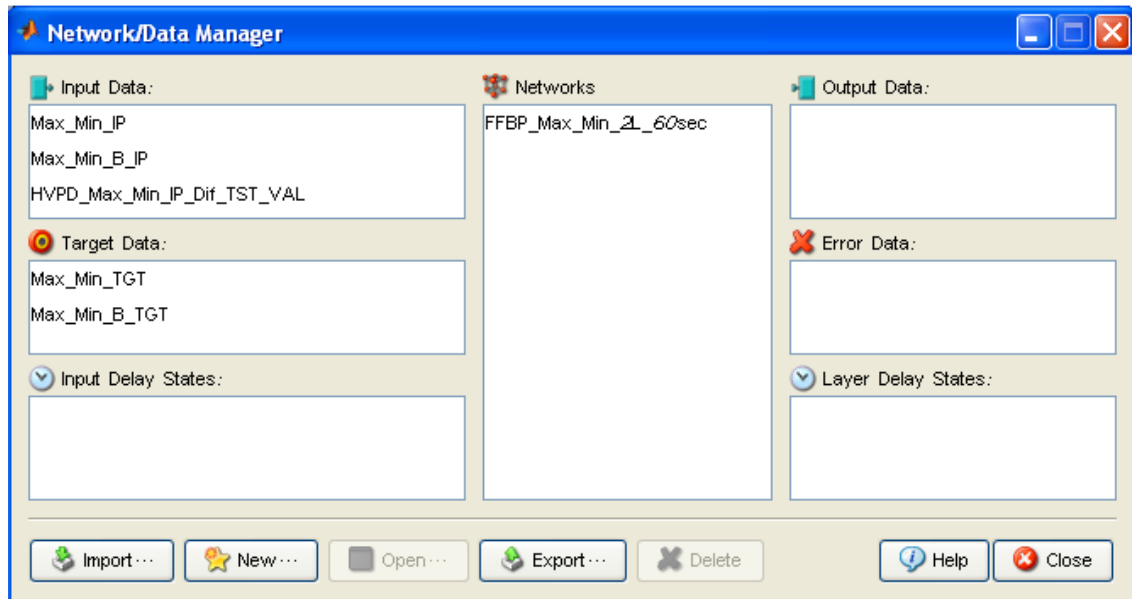 Network/Data Manager
Input Data:
Max_Min_IP
Max_Min_B_IP
HVPD_Max_Min_IP_Dif_TST_VAL
Target Data:
Max_Min_TGT
Max_Min_B_TGT
Input Delay States:
Networks
FFBP_Max_Min_2L_60sec
Output Data:
Error Data:
Layer Delay States:
Import... New... Open... Export... Delete Help Close